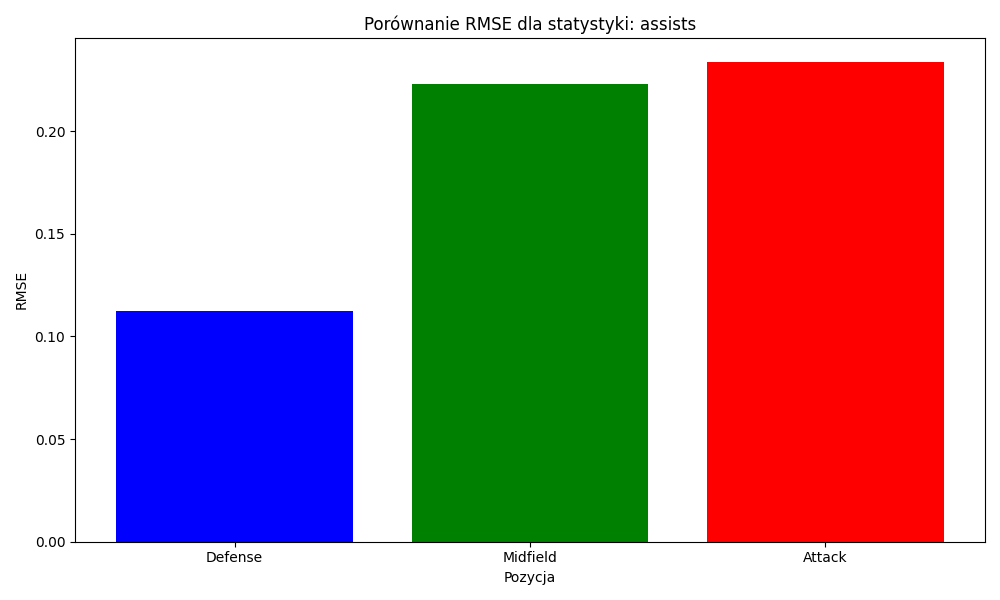 Porównanie RMSE dla statystyki: assists
RMSE
0.20
0.15
0.10
0.05
0.00
Defense Midfield Attack
Pozycja